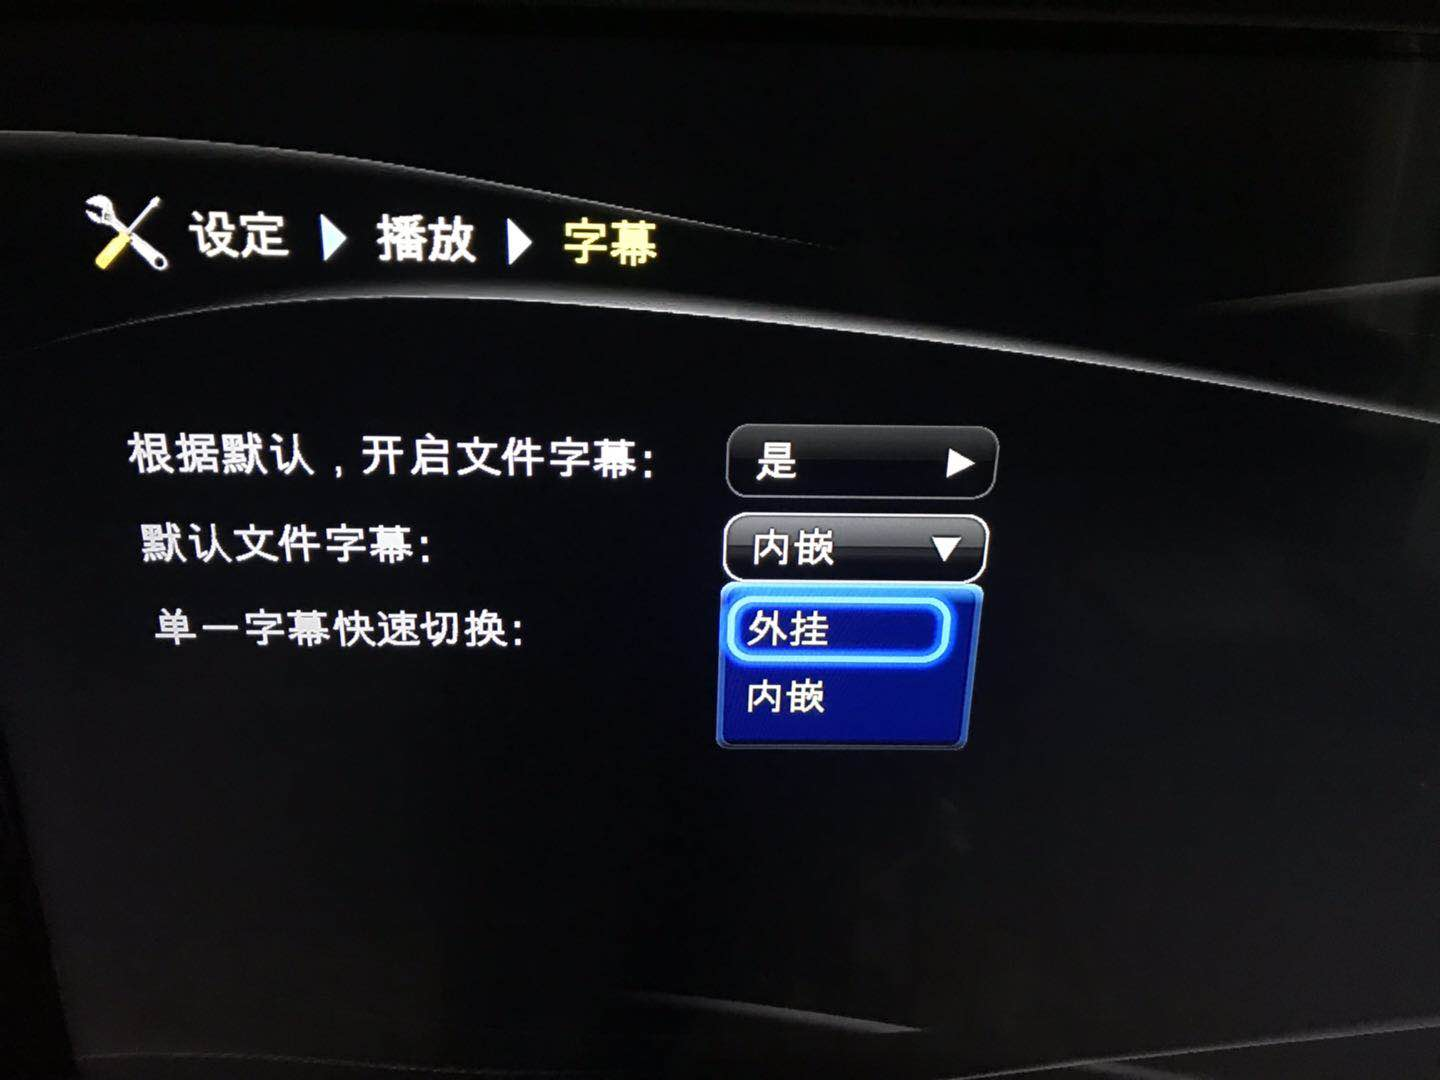 设定 ▶ 播放 ▶ 字幕
根据默认，开启文件字幕： 是 ▶
默认文件字幕： 内嵌 ▼
单一字幕快速切换： 外挂
内嵌